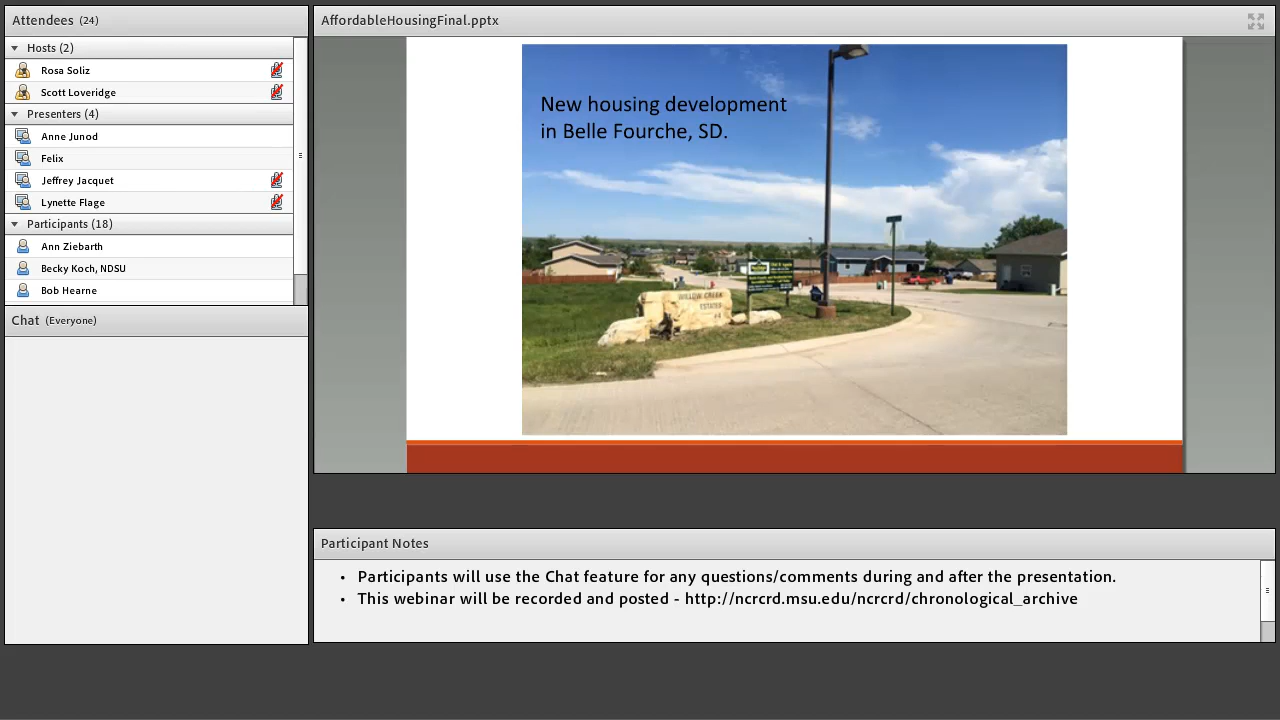 Attendees (24)
Hosts (2)
Rosa Soliz
Scott Loveridge
Presenters (4)
Anne Junod
Felix
Jeffrey Jacquet
Lynette Flage
Participants (18)
Ann Ziebarth
Becky Koch, NDSU
Bob Hearne
Chat (Everyone)
AffordableHousingFinal.pptx
New housing development
in Belle Fourche, SD.
WILLOW CREEK
ESTATES
Participant Notes
• Participants will use the Chat feature for any questions/comments during and after the presentation.
• This webinar will be recorded and posted - http://ncrcrd.msu.edu/ncrcrd/chronological_archive